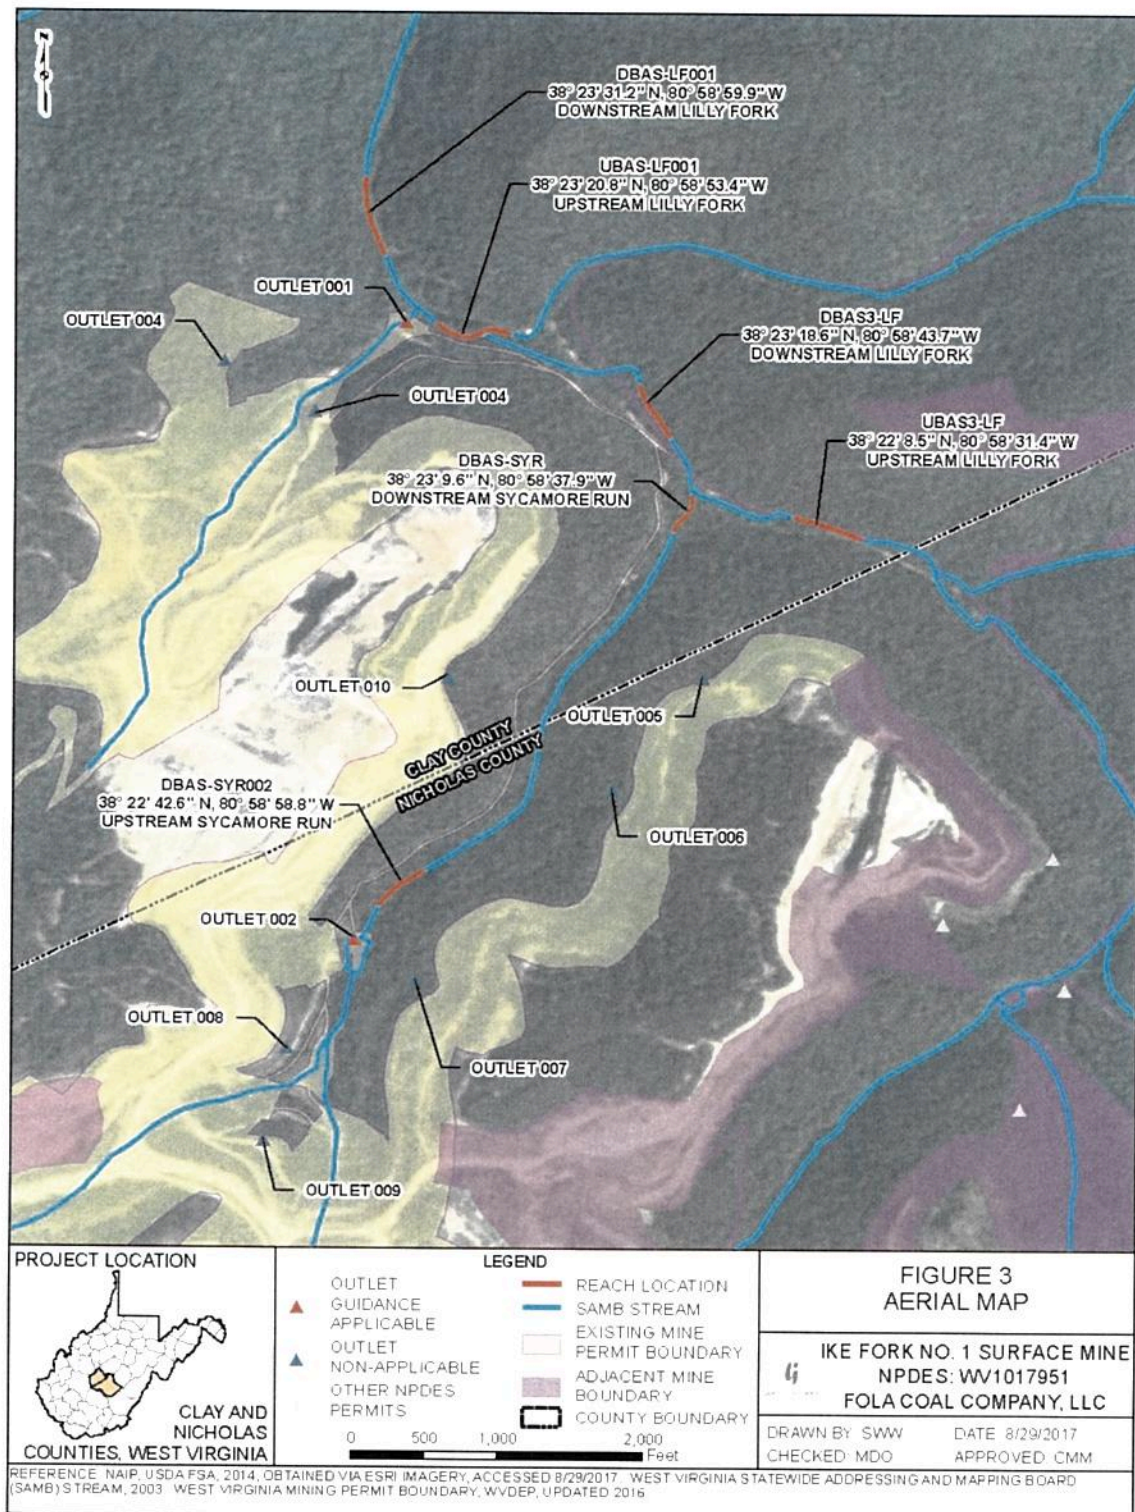 N
DBAS-LF001
38° 23' 31.2" N, 80° 58' 59.9" W
DOWNSTREAM LILLY FORK
UBAS-LF001
38° 23' 20.8" N, 80° 58' 53.4" W
UPSTREAM LILLY FORK
OUTLET 001
OUTLET 004
DBAS3-LF
38° 23' 18.6" N, 80° 58' 43.7" W
DOWNSTREAM LILLY FORK
OUTLET 004
UBAS3-LF
38° 22' 8.5" N, 80° 58' 31.4" W
UPSTREAM LILLY FORK
DBAS-SYR
38° 23' 9.6" N, 80° 58' 37.9" W
DOWNSTREAM SYCAMORE RUN
OUTLET 010
OUTLET 005
CLAY COUNTY
NICHOLAS COUNTY
DBAS-SYR002
38° 22' 42.6" N, 80° 58' 58.8" W
UPSTREAM SYCAMORE RUN
OUTLET 006
OUTLET 002
OUTLET 008
OUTLET 007
OUTLET 009
PROJECT LOCATION
CLAY AND
NICHOLAS
COUNTIES, WEST VIRGINIA
LEGEND
OUTLET
GUIDANCE
APPLICABLE
OUTLET
NON-APPLICABLE
OTHER NPDES
PERMITS
REACH LOCATION
SAMB STREAM
EXISTING MINE
PERMIT BOUNDARY
ADJACENT MINE
BOUNDARY
COUNTY BOUNDARY
0 500 1,000 2,000
Feet
FIGURE 3
AERIAL MAP
IKE FORK NO. 1 SURFACE MINE
NPDES: WV1017951
FOLA COAL COMPANY, LLC
DRAWN BY: SWW DATE: 8/29/2017
CHECKED: MDO APPROVED: CMM
REFERENCE: NAIP, USDA FSA, 2014, OBTAINED VIA ESRI IMAGERY, ACCESSED 8/29/2017. WEST VIRGINIA STATEWIDE ADDRESSING AND MAPPING BOARD
(SAMB) STREAM, 2003. WEST VIRGINIA MINING PERMIT BOUNDARY, WVDEP, UPDATED 2016